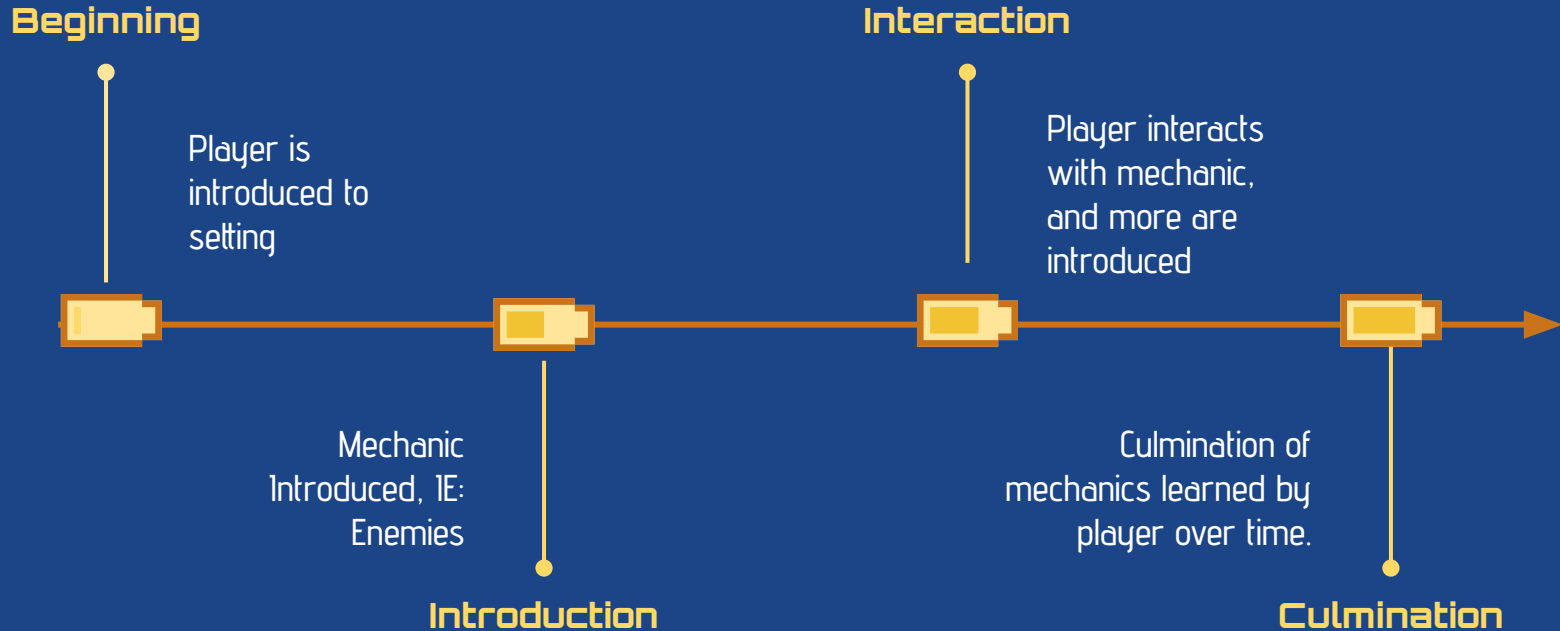 Beginning
Player is
introduced to
setting
Mechanic
Introduced, IE:
Enemies
Introduction
Interaction
Player interacts
with mechanic,
and more are
introduced
Culmination of
mechanics learned by
player over time.
Culmination